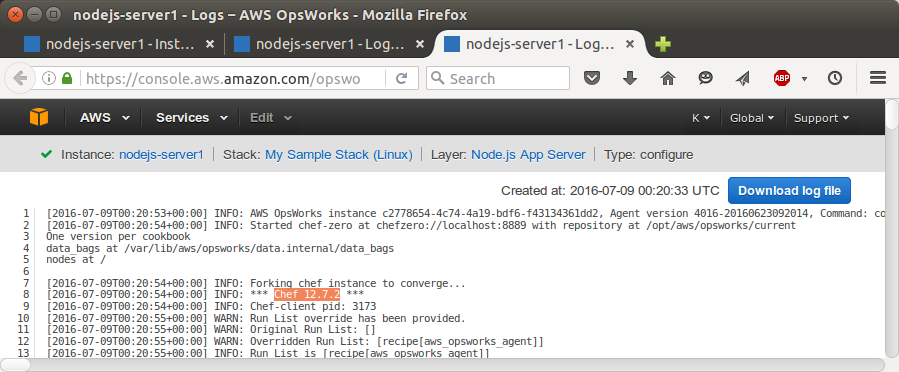 nodejs-server1 - Logs – AWS OpsWorks - Mozilla Firefox
nodejs-server1 - Inst… × nodejs-server1 - Log… × nodejs-server1 - Log… ×
https://console.aws.amazon.com/opswo Search ABP
AWS Services Edit K Global Support
Instance: nodejs-server1 Stack: My Sample Stack (Linux) Layer: Node.js App Server Type: configure
Created at: 2016-07-09 00:20:33 UTC Download log file
1 [2016-07-09T00:20:53+00:00] INFO: AWS OpsWorks instance c2778654-4c74-4a19-bdf6-f43134361dd2, Agent version 4016-20160623092014, Command: co
2 [2016-07-09T00:20:54+00:00] INFO: Started chef-zero at chefzero://localhost:8889 with repository at /opt/aws/opsworks/current
3 One version per cookbook
4 data_bags at /var/lib/aws/opsworks/data.internal/data_bags
5 nodes at /
6
7 [2016-07-09T00:20:54+00:00] INFO: Forking chef instance to converge...
8 [2016-07-09T00:20:54+00:00] INFO: *** Chef 12.7.2 ***
9 [2016-07-09T00:20:54+00:00] INFO: Chef-client pid: 3173
10 [2016-07-09T00:20:55+00:00] WARN: Run List override has been provided.
11 [2016-07-09T00:20:55+00:00] WARN: Original Run List: []
12 [2016-07-09T00:20:55+00:00] WARN: Overridden Run List: [recipe[aws_opsworks_agent]]
13 [2016-07-09T00:20:55+00:00] INFO: Run List is [recipe[aws_opsworks_agent]]